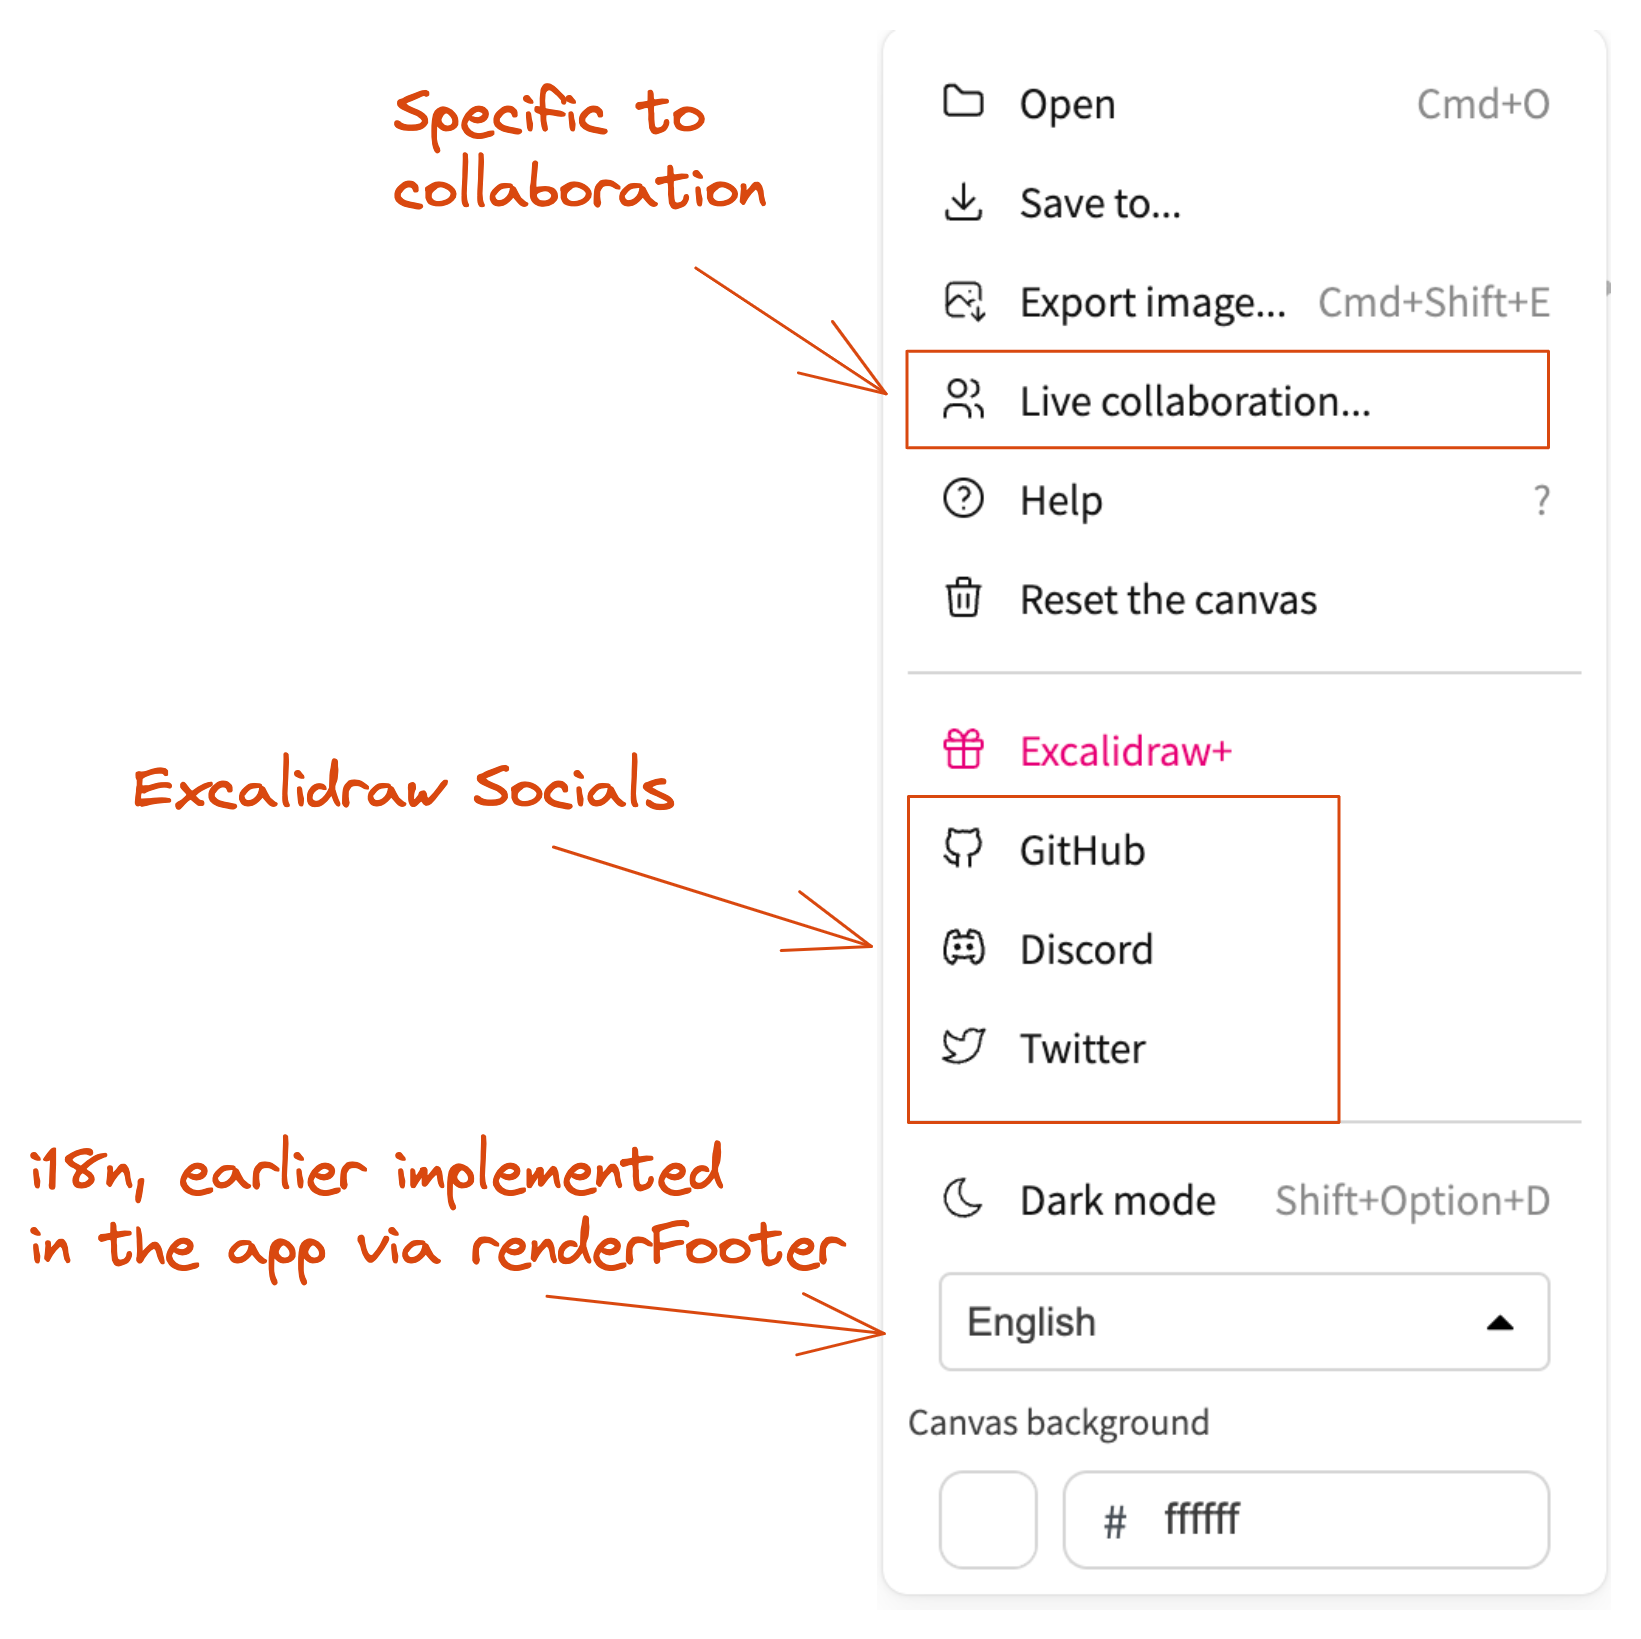 Specific to
collaboration
Open Cmd+O
Save to...
Export image... Cmd+Shift+E
Live collaboration...
Help ?
Reset the canvas
Excalidraw+
Excalidraw Socials
GitHub
Discord
Twitter
i18n, earlier implemented
in the app via renderFooter
Dark mode Shift+Option+D
English
Canvas background
# ffffff